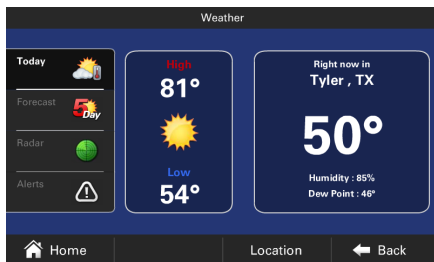 Weather
Today
Forecast
5 Day
Radar
Alerts
High
81°
Low
54°
Right now in
Tyler , TX
50°
Humidity : 85%
Dew Point : 46°
Home
Location
Back